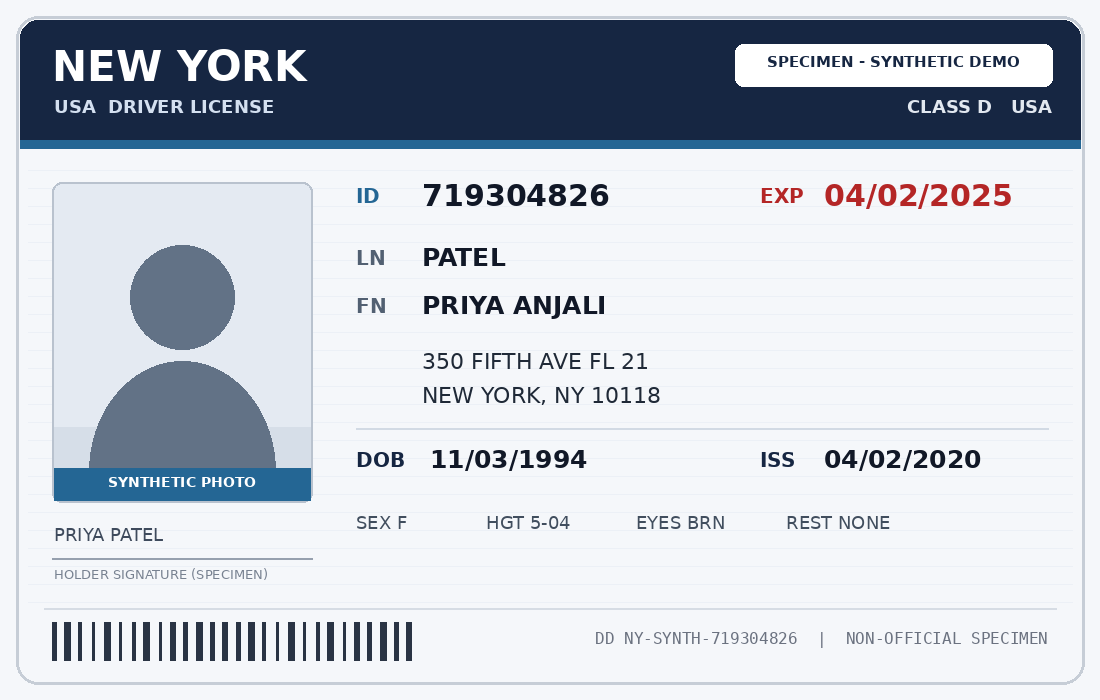 NEW YORK
SPECIMEN - SYNTHETIC DEMO
USA DRIVER LICENSE
CLASS D USA
ID 719304826
EXP 04/02/2025
LN PATEL
FN PRIYA ANJALI
350 FIFTH AVE FL 21
NEW YORK, NY 10118
DOB 11/03/1994
ISS 04/02/2020
SEX F HGT 5-04 EYES BRN REST NONE
SYNTHETIC PHOTO
PRIYA PATEL
HOLDER SIGNATURE (SPECIMEN)
DD NY-SYNTH-719304826 | NON-OFFICIAL SPECIMEN